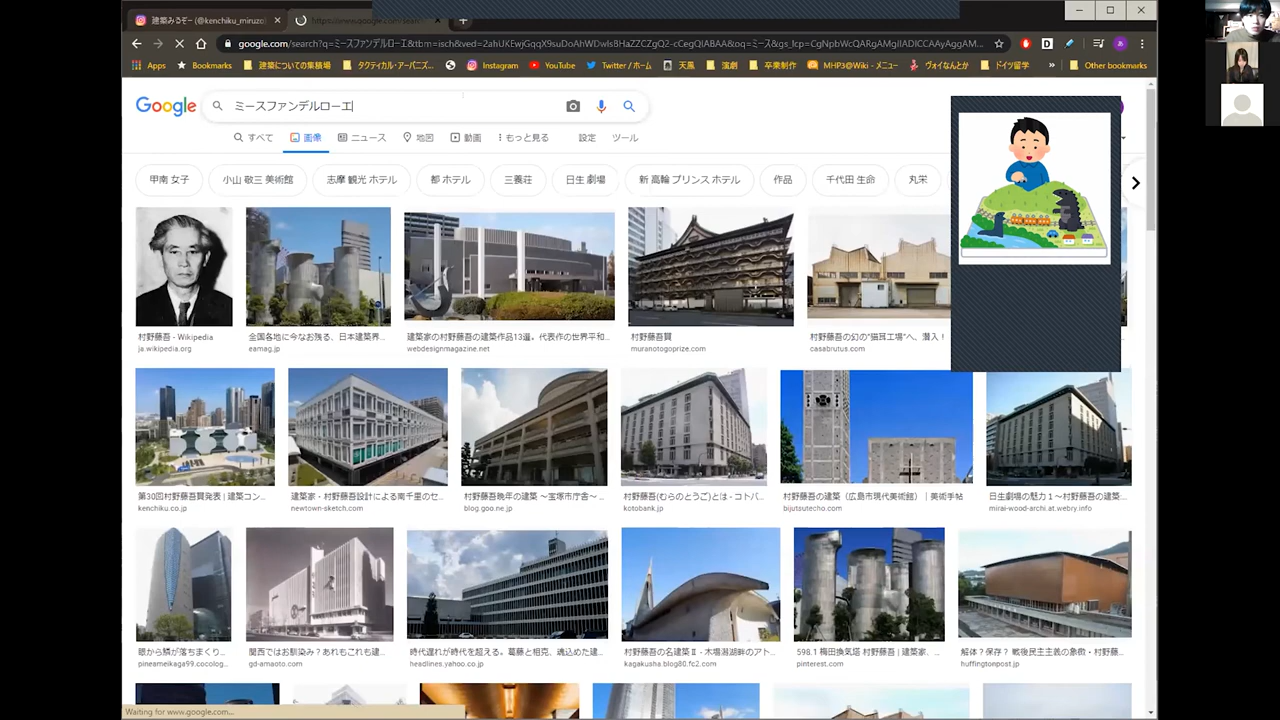 建築みるぞー (@kenchiku_miruzo)
google.com/search?q=ミースファンデルローエ&tbm=isch&ved=2ahUKEwjGqqX9suDoAhWDwIsBHaZZCZgQ2-cCegQIABAA&oq=ミース&gs_lcp=CgNpbWcQARgAMgIIADICCAAyAggAM...
Apps Bookmarks 建築についての集積場 タクティカル・アーバニズ... Instagram YouTube Twitter / ホーム 天鳳 演劇 卒業制作 MHP3@Wiki - メニュー ヴォイなんとか ドイツ留学 » Other bookmarks
Google ミースファンデルローエ
すべて 画像 ニュース 地図 動画 もっと見る 設定 ツール
甲南 女子 小山 敬三 美術館 志摩 観光 ホテル 都 ホテル 三養荘 日生 劇場 新 高輪 プリンス ホテル 作品 千代田 生命 丸栄
村野藤吾 - Wikipedia 全国各地に今なお残る、日本建築界... 建築家の村野藤吾の建築作品13選。代表作の世界平和... 村野藤吾賞 村野藤吾の幻の"猫耳工場"へ、潜入！
ja.wikipedia.org eamag.jp webdesignmagazine.net muranotogoprize.com casabrutus.com
第30回村野藤吾賞発表 | 建築コン... 建築家・村野藤吾設計による南千里のセ... 村野藤吾晩年の建築 ～宝塚市庁舎～ ... 村野藤吾(むらのとうご)とは - コトバ... 村野藤吾の建築（広島市現代美術館）｜美術手帖 日生劇場の魅力１～村野藤吾の建築:...
kenchiku.co.jp newtown-sketch.com blog.goo.ne.jp kotobank.jp bijutsutecho.com mirai-wood-archi.at.webry.info
眼から鱗が落ちまくり... 関西ではお馴染み？あれもこれも建... 時代遅れが時代を超える。葛藤と相克、魂込めた建... 村野藤吾の名建築Ⅱ - 木場潟湖畔のアト... 598.1 梅田換気塔 村野藤吾 | 建築家、... 解体？保存？ 戦後民主主義の象徴・村野藤...
pineameikaga99.cocolog... gd-amaoto.com headlines.yahoo.co.jp kagakusha.blog80.fc2.com pinterest.com huffingtonpost.jp
Waiting for www.google.com...